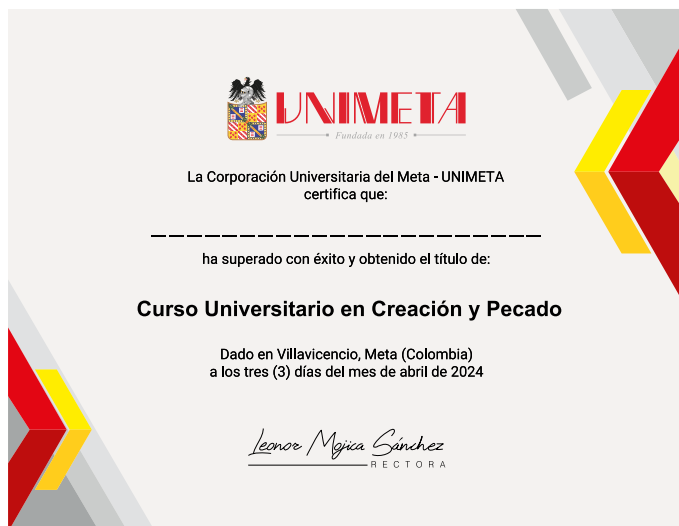 UNIMETA
Fundada en 1985
La Corporación Universitaria del Meta - UNIMETA
certifica que:
ha superado con éxito y obtenido el título de:
Curso Universitario en Creación y Pecado
Dado en Villavicencio, Meta (Colombia)
a los tres (3) días del mes de abril de 2024
Leonor Mojica Sánchez
RECTORA